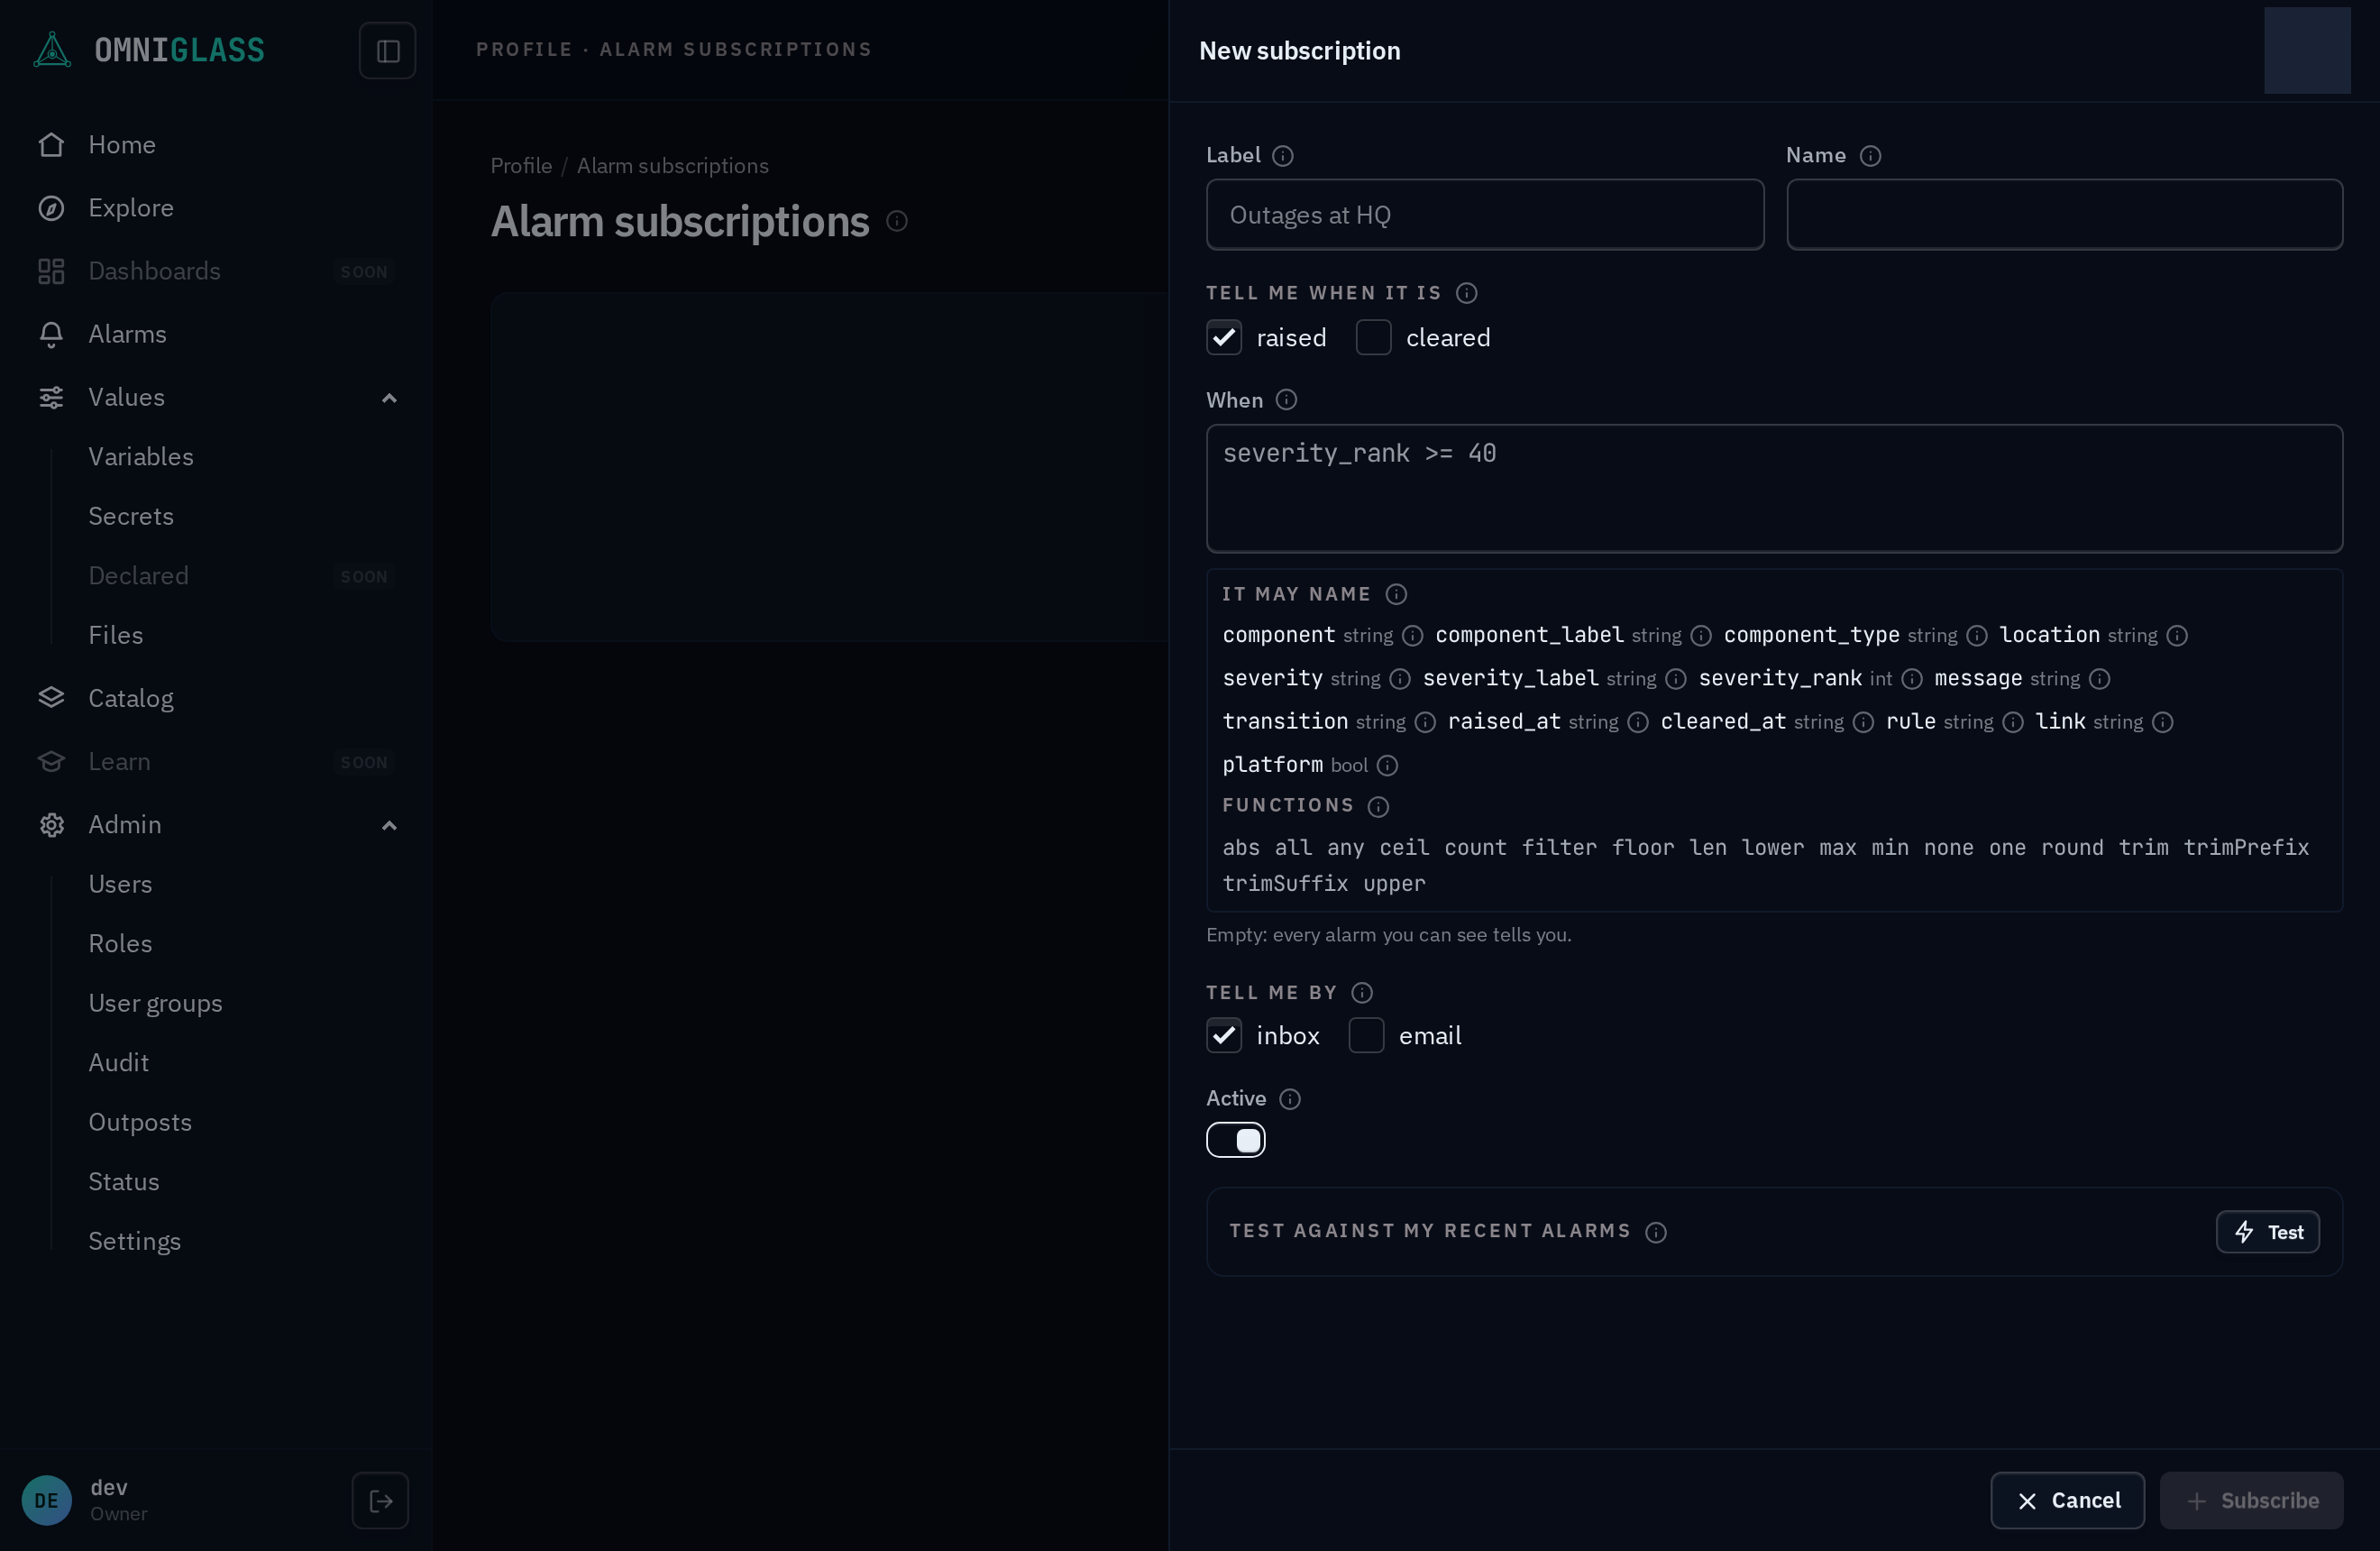 OMNIGLASS
Home
Explore
Dashboards SOON
Alarms
Values
Variables
Secrets
Declared SOON
Files
Catalog
Learn SOON
Admin
Users
Roles
User groups
Audit
Outposts
Status
Settings
DE
dev
Owner
PROFILE · ALARM SUBSCRIPTIONS
Profile / Alarm subscriptions
Alarm subscriptions
New subscription
Label Name
Outages at HQ
TELL ME WHEN IT IS
raised cleared
When
severity_rank >= 40
IT MAY NAME
component string component_label string component_type string location string
severity string severity_label string severity_rank int message string
transition string raised_at string cleared_at string rule string link string
platform bool
FUNCTIONS
abs all any ceil count filter floor len lower max min none one round trim trimPrefix
trimSuffix upper
Empty: every alarm you can see tells you.
TELL ME BY
inbox email
Active
TEST AGAINST MY RECENT ALARMS Test
Cancel Subscribe